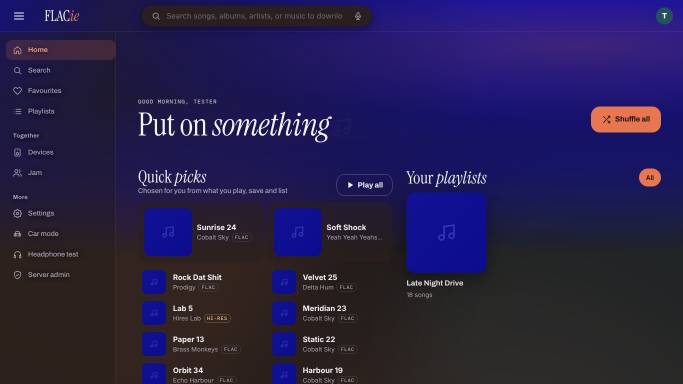 FLACie
Search songs, albums, artists, or music to downlo
T
Home
Search
Favourites
Playlists
Together
Devices
Jam
More
Settings
Car mode
Headphone test
Server admin
GOOD MORNING, TESTER
Put on something
Shuffle all
Quick picks
Chosen for you from what you play, save and list
Play all
Sunrise 24
Cobalt Sky FLAC
Soft Shock
Yeah Yeah Yeahs...
Rock Dat Shit
Prodigy FLAC
Velvet 25
Delta Hum FLAC
Lab 5
Hires Lab HI-RES
Meridian 23
Cobalt Sky FLAC
Paper 13
Brass Monkeys FLAC
Static 22
Cobalt Sky FLAC
Orbit 34
Echo Harbour FLAC
Harbour 19
Cobalt Sky FLAC
Your playlists
All
Late Night Drive
18 songs